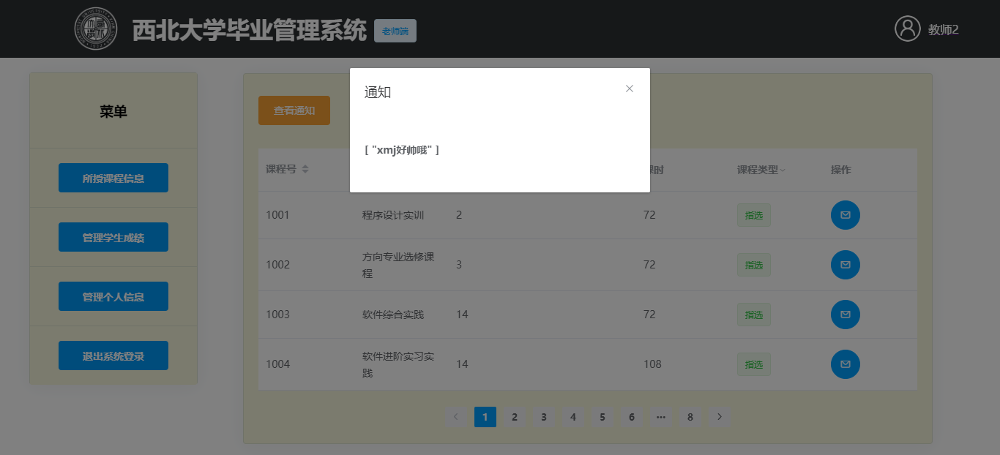 西北大学毕业管理系统
老师端
教师2
菜单
所授课程信息
管理学生成绩
管理个人信息
退出系统登录
查看通知
通知
[ "xmj好帅哦" ]
课程号 课时 课程类型 操作
1001 程序设计实训 2 72 指选
1002 方向专业选修课
程 3 72 指选
1003 软件综合实践 14 72 指选
1004 软件进阶实习实
践 14 108 指选
1 2 3 4 5 6 ··· 8